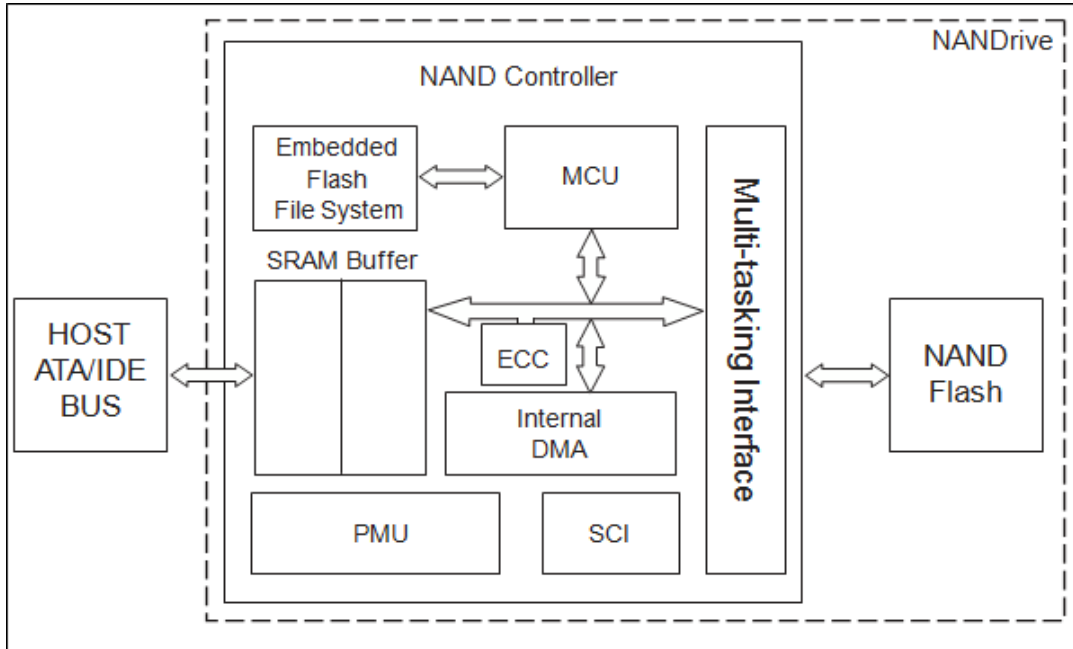 NANDrive
NAND Controller
Embedded
Flash
File System
MCU
Multi-tasking Interface
SRAM Buffer
HOST
ATA/IDE
BUS
ECC
NAND
Flash
Internal
DMA
PMU
SCI